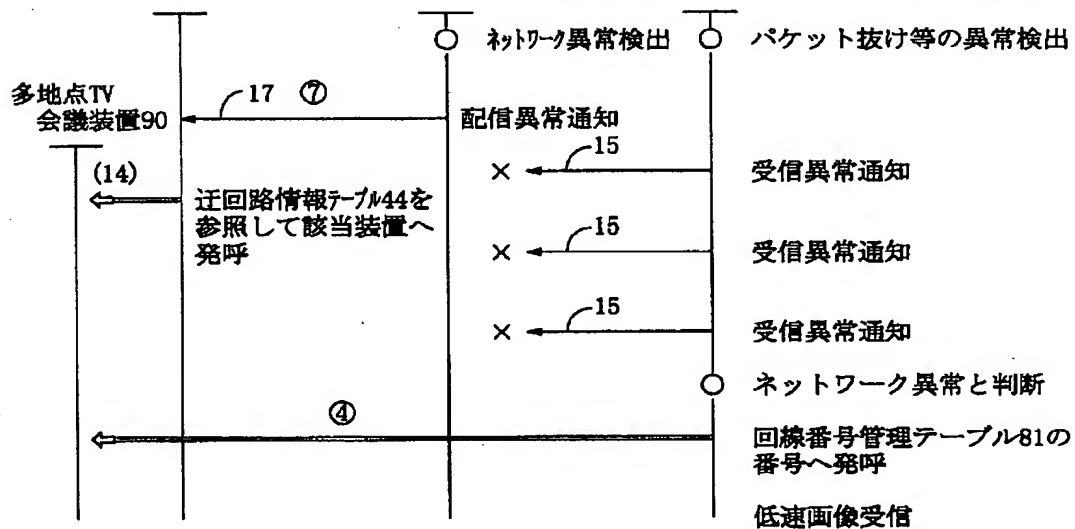 ネットワーク異常検出
パケット抜け等の異常検出
多地点TV
会議装置90
17 ⑦
配信異常通知
15
受信異常通知
(14)
迂回路情報テーブル44を
参照して該当装置へ
発呼
15
受信異常通知
15
受信異常通知
ネットワーク異常と判断
④
回線番号管理テーブル81の
番号へ発呼
低速画像受信